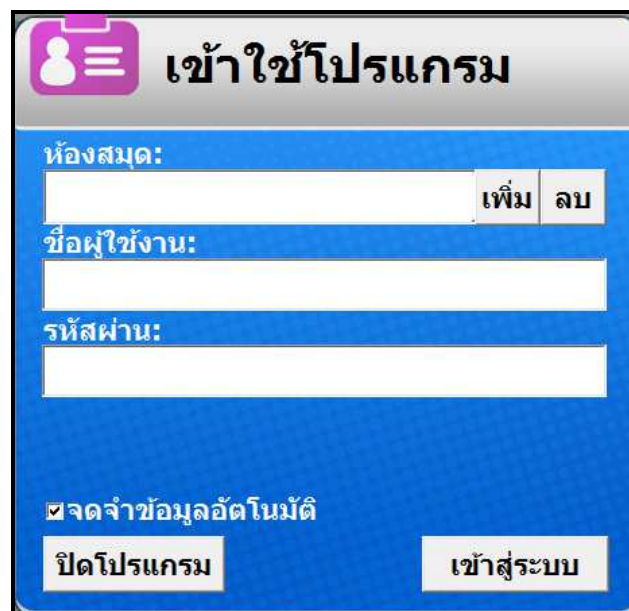 เข้าใช้โปรแกรม
ห้องสมุด:
เพิ่ม ลบ
ชื่อผู้ใช้งาน:
รหัสผ่าน:
จดจำข้อมูลอัตโนมัติ
ปิดโปรแกรม เข้าสู่ระบบ